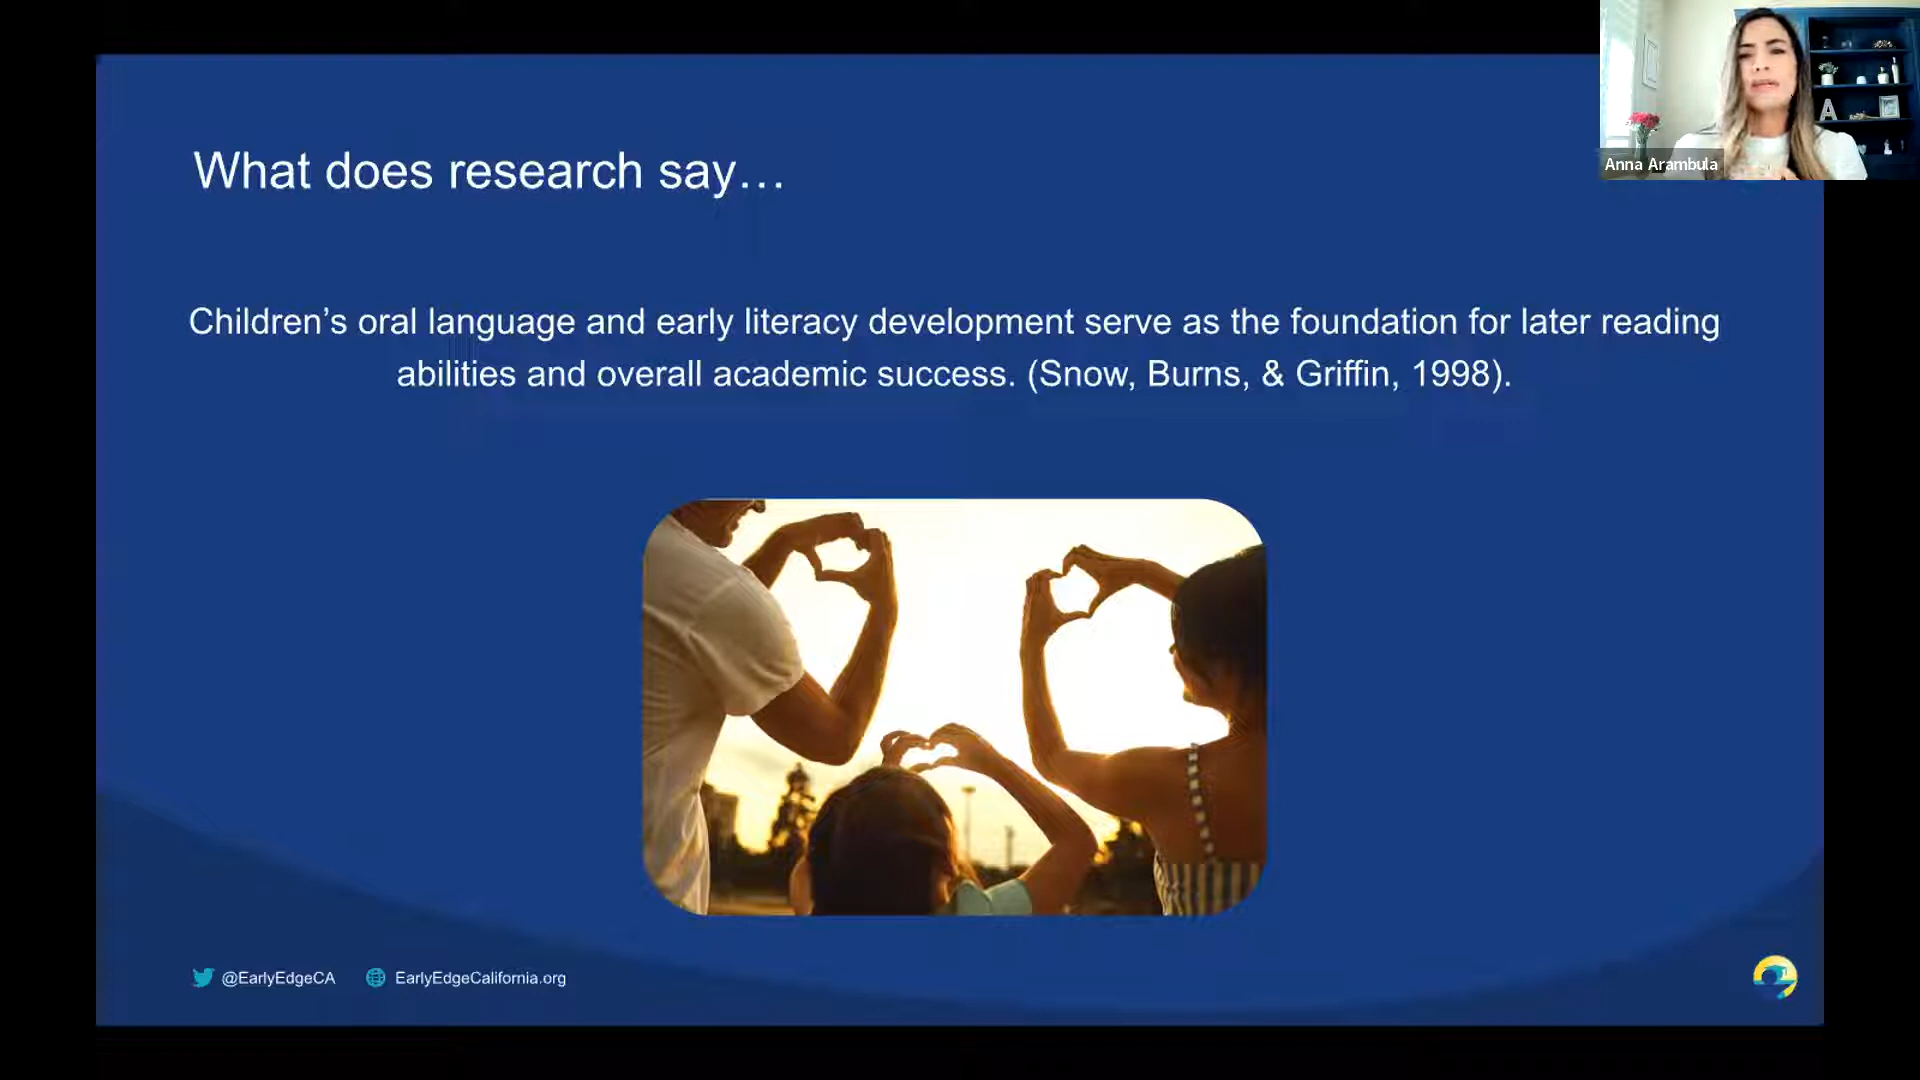 What does research say…
Children’s oral language and early literacy development serve as the foundation for later reading
abilities and overall academic success. (Snow, Burns, & Griffin, 1998).
@EarlyEdgeCA
EarlyEdgeCalifornia.org
Anna Arambula
A